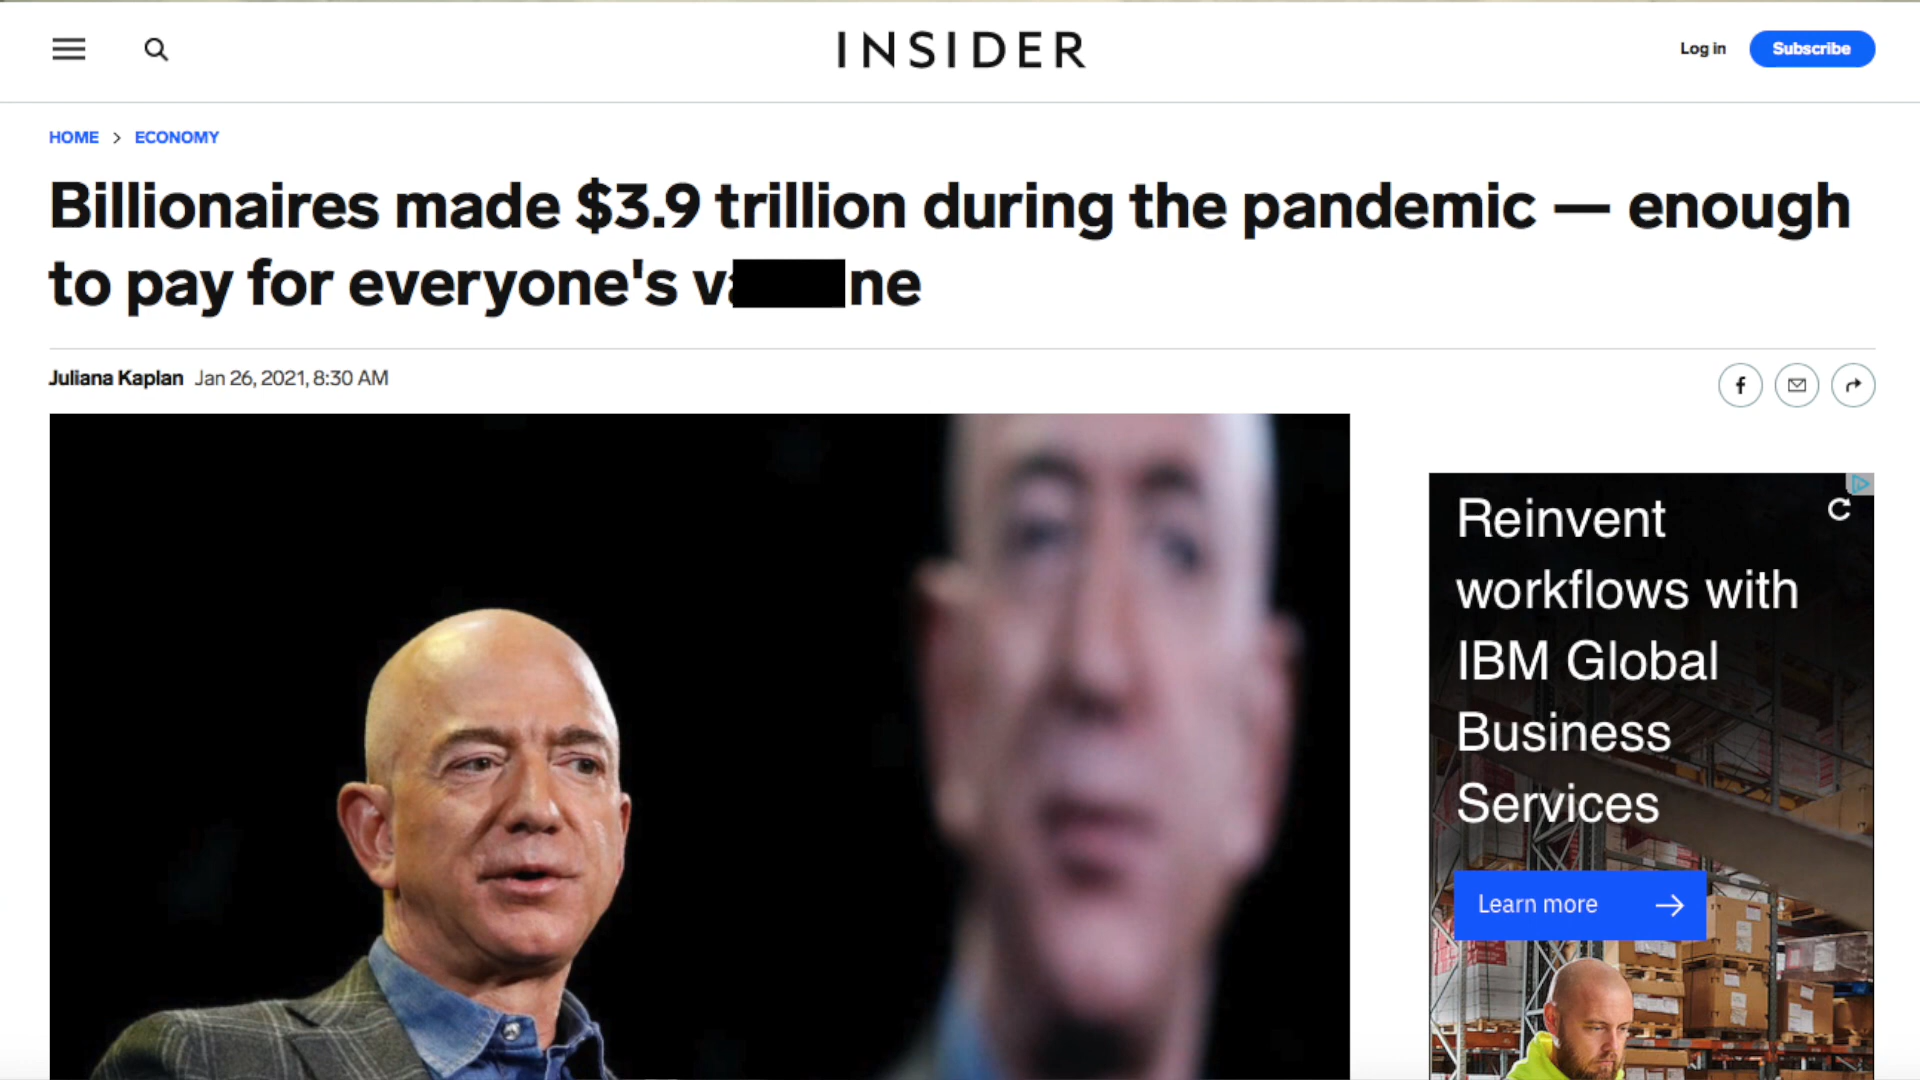 INSIDER
Log in
Subscribe
HOME > ECONOMY
Billionaires made $3.9 trillion during the pandemic — enough
to pay for everyone's
Juliana Kaplan Jan 26, 2021, 8:30 AM
Reinvent
workflows with
IBM Global
Business
Services
Learn more